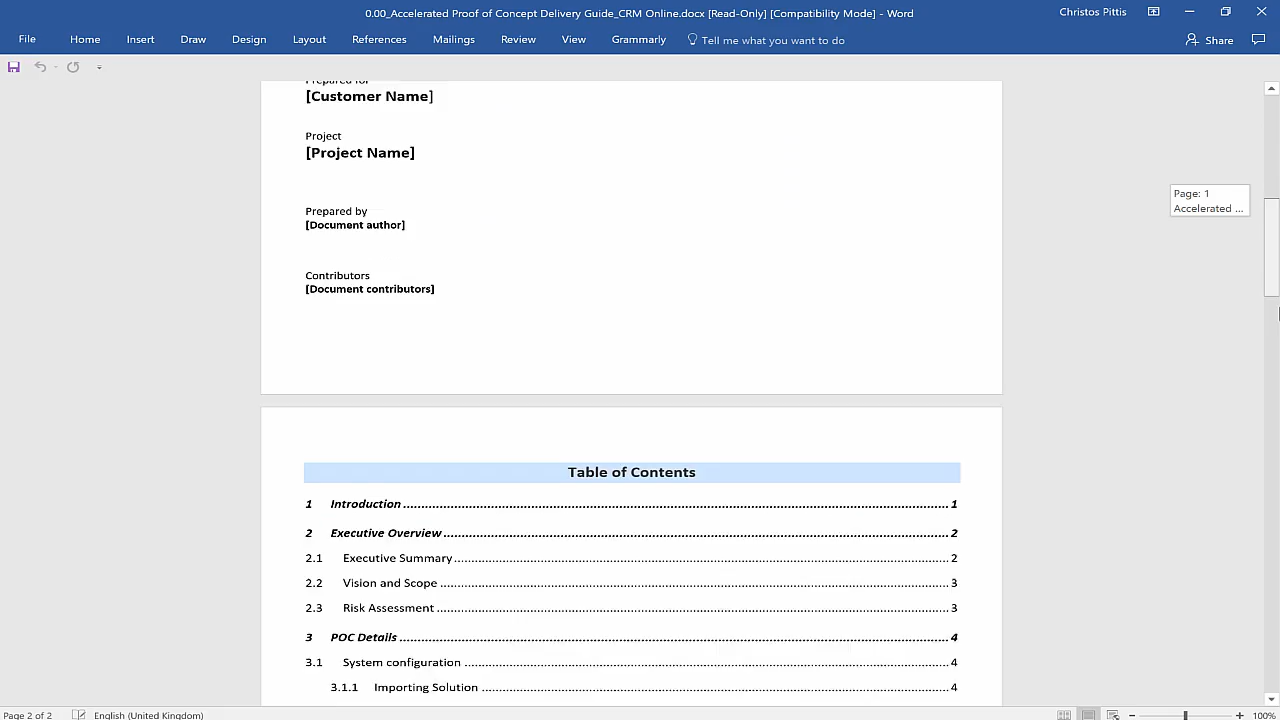 0.00_Accelerated Proof of Concept Delivery Guide_CRM Online.docx [Read-Only] [Compatibility Mode] - Word
Christos Pittis
File Home Insert Draw Design Layout References Mailings Review View Grammarly Tell me what you want to do Share
Prepared for
[Customer Name]
Project
[Project Name]
Prepared by
[Document author]
Contributors
[Document contributors]
Page: 1
Accelerated ...
Table of Contents
1 Introduction 1
2 Executive Overview 2
2.1 Executive Summary 2
2.2 Vision and Scope 3
2.3 Risk Assessment 3
3 POC Details 4
3.1 System configuration 4
3.1.1 Importing Solution 4
Page 2 of 2 English (United Kingdom) 100%